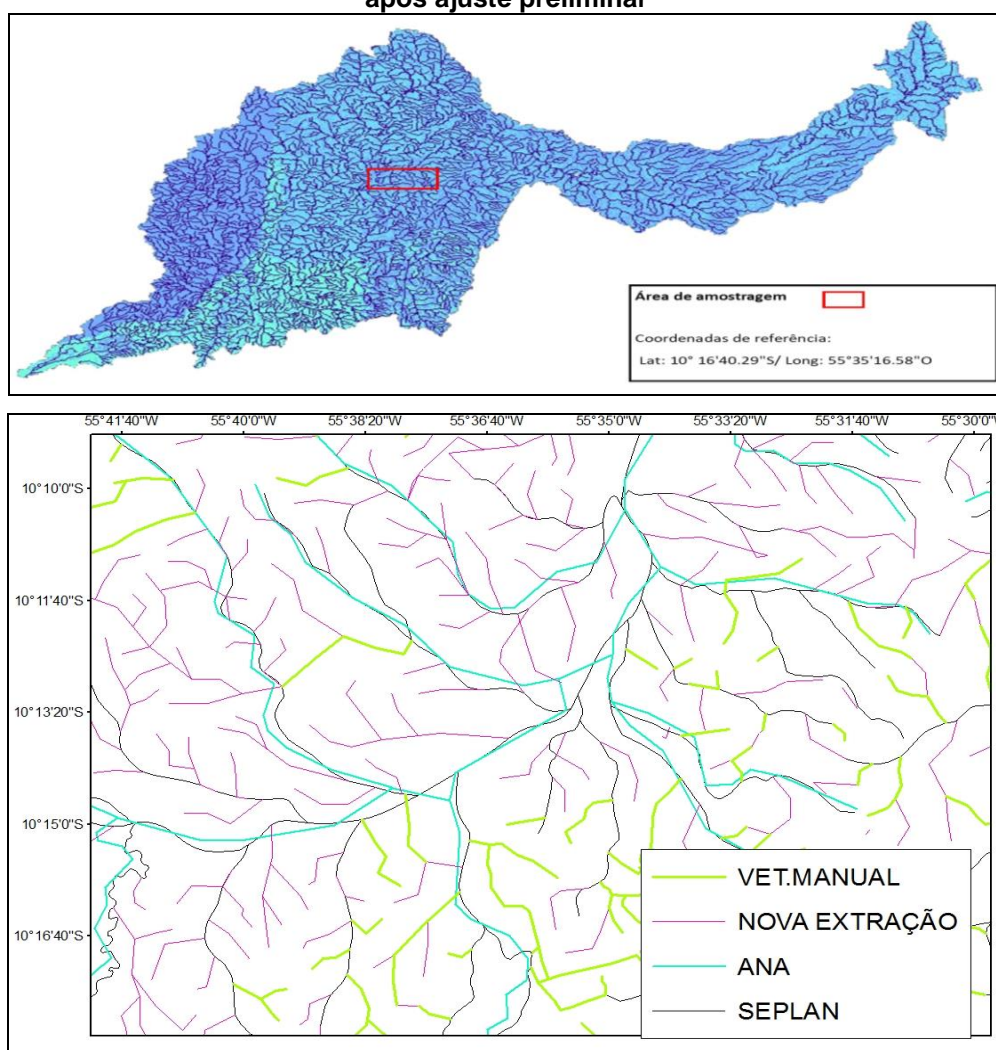 após ajuste preliminar
Área de amostragem
Coordenadas de referência:
Lat: 10° 16'40.29"S/ Long: 55°35'16.58"O
55°41'40"W 55°40'0"W 55°38'20"W 55°36'40"W 55°35'0"W 55°33'20"W 55°31'40"W 55°30'0"W
10°10'0"S
10°11'40"S
10°13'20"S
10°15'0"S
10°16'40"S
VET.MANUAL
NOVA EXTRAÇÃO
ANA
SEPLAN